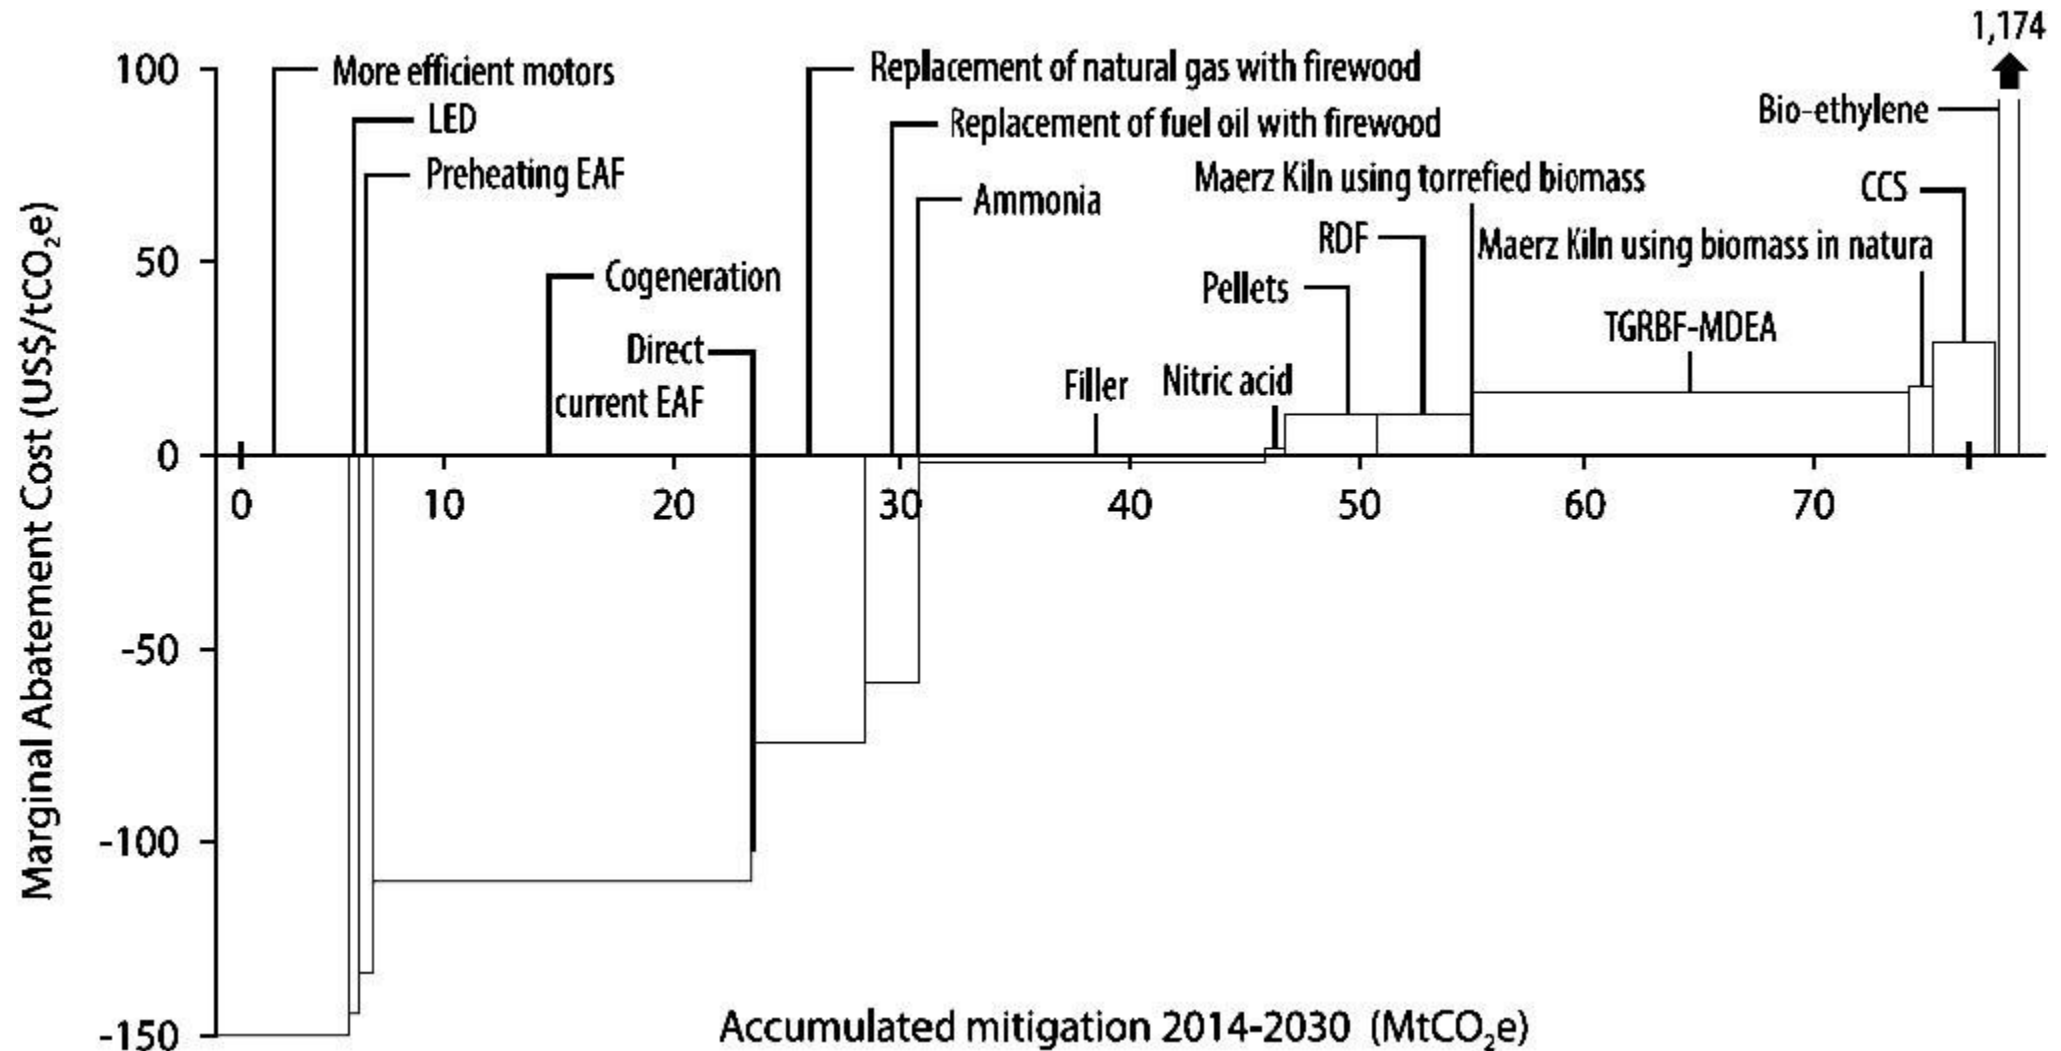 1,174
100
More efficient motors
Replacement of natural gas with firewood
Bio-ethylene
LED
Replacement of fuel oil with firewood
Preheating EAF
Maerz Kiln using torrefied biomass
CCS
Ammonia
RDF
Maerz Kiln using biomass in natura
50
Cogeneration
Pellets
Direct
current EAF
TGRBF-MDEA
Filler
Nitric acid
0
0 10 20 30 40 50 60 70
-50
-100
-150
Marginal Abatement Cost (US$/tCO₂e)
Accumulated mitigation 2014-2030 (MtCO₂e)